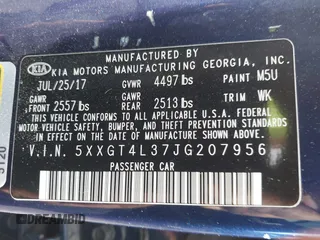 MANUFACTURED BY
KIA KIA MOTORS MANUFACTURING GEORGIA, INC.
JUL/25/17 GVWR 4497 lbs PAINT M5U
GAWR FRONT 2557 lbs GAWR REAR 2513 lbs TRIM WK
THIS VEHICLE CONFORMS TO ALL APPLICABLE U.S.A. FEDERAL
MOTOR VEHICLE SAFETY, BUMPER, AND THEFT PREVENTION STANDARDS IN
EFFECT ON THE DATE OF MANUFACTURE SHOWN ABOVE.
V.I.N. 5XXGT4L37JG207956
PASSENGER CAR
DREAMBID